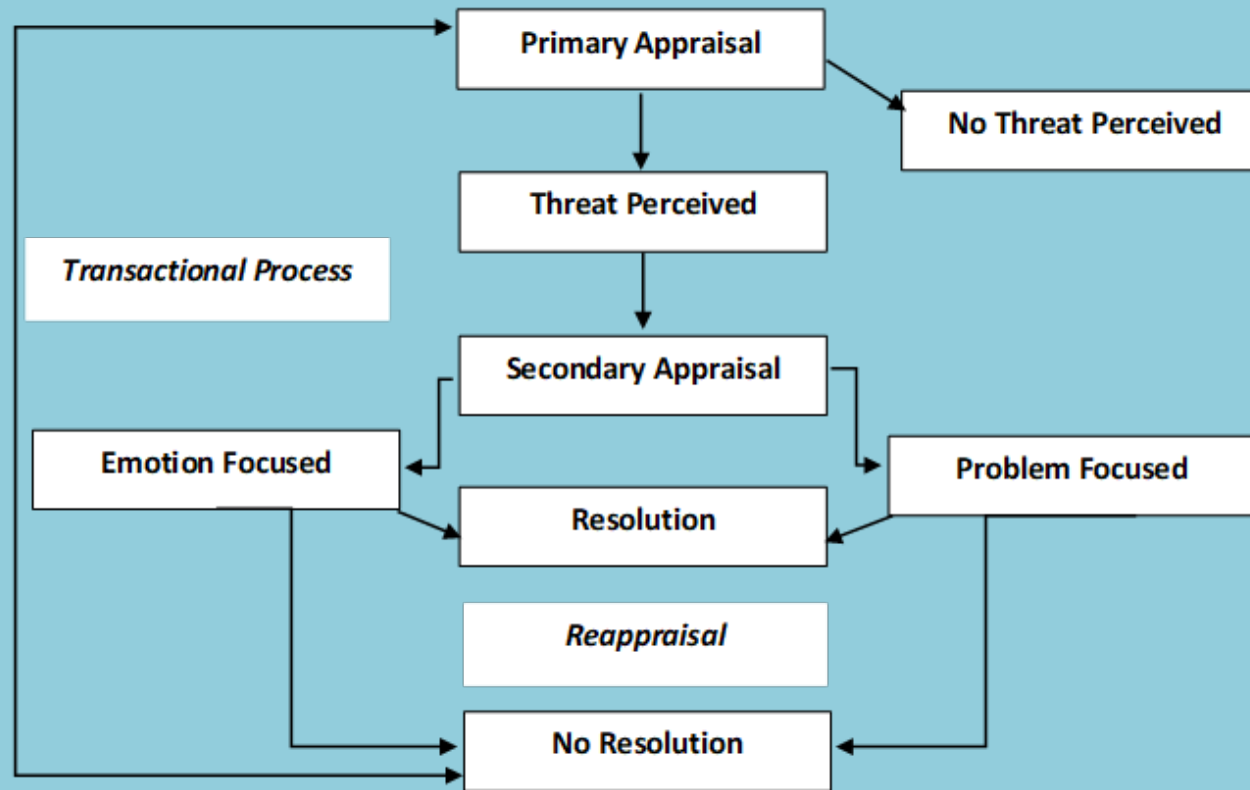 Primary Appraisal
No Threat Perceived
Threat Perceived
Transactional Process
Secondary Appraisal
Emotion Focused
Problem Focused
Resolution
Reappraisal
No Resolution